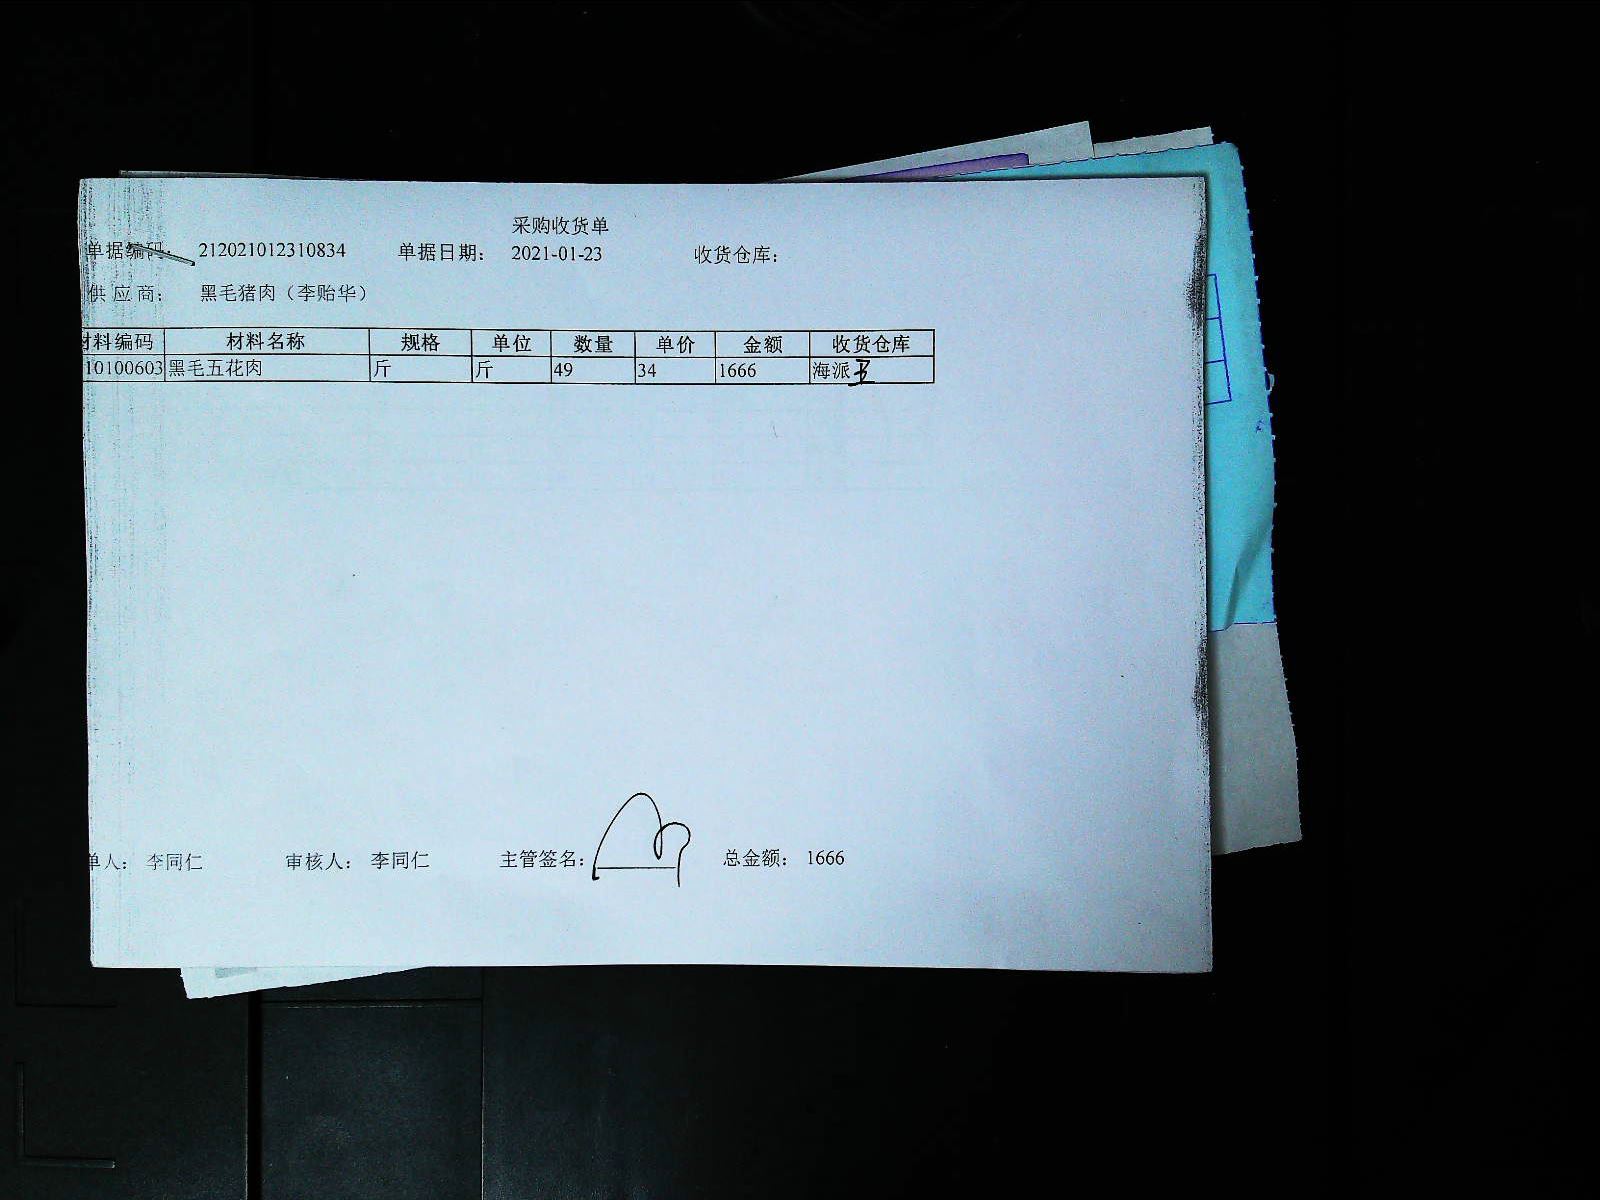 采购收货单
单据编码： 212021012310834 单据日期： 2021-01-23 收货仓库：
供应商： 黑毛猪肉（李贻华）
材料编码 材料名称 规格 单位 数量 单价 金额 收货仓库
10100603 黑毛五花肉 斤 斤 49 34 1666 海派
单人： 李同仁 审核人： 李同仁 主管签名： 总金额： 1666